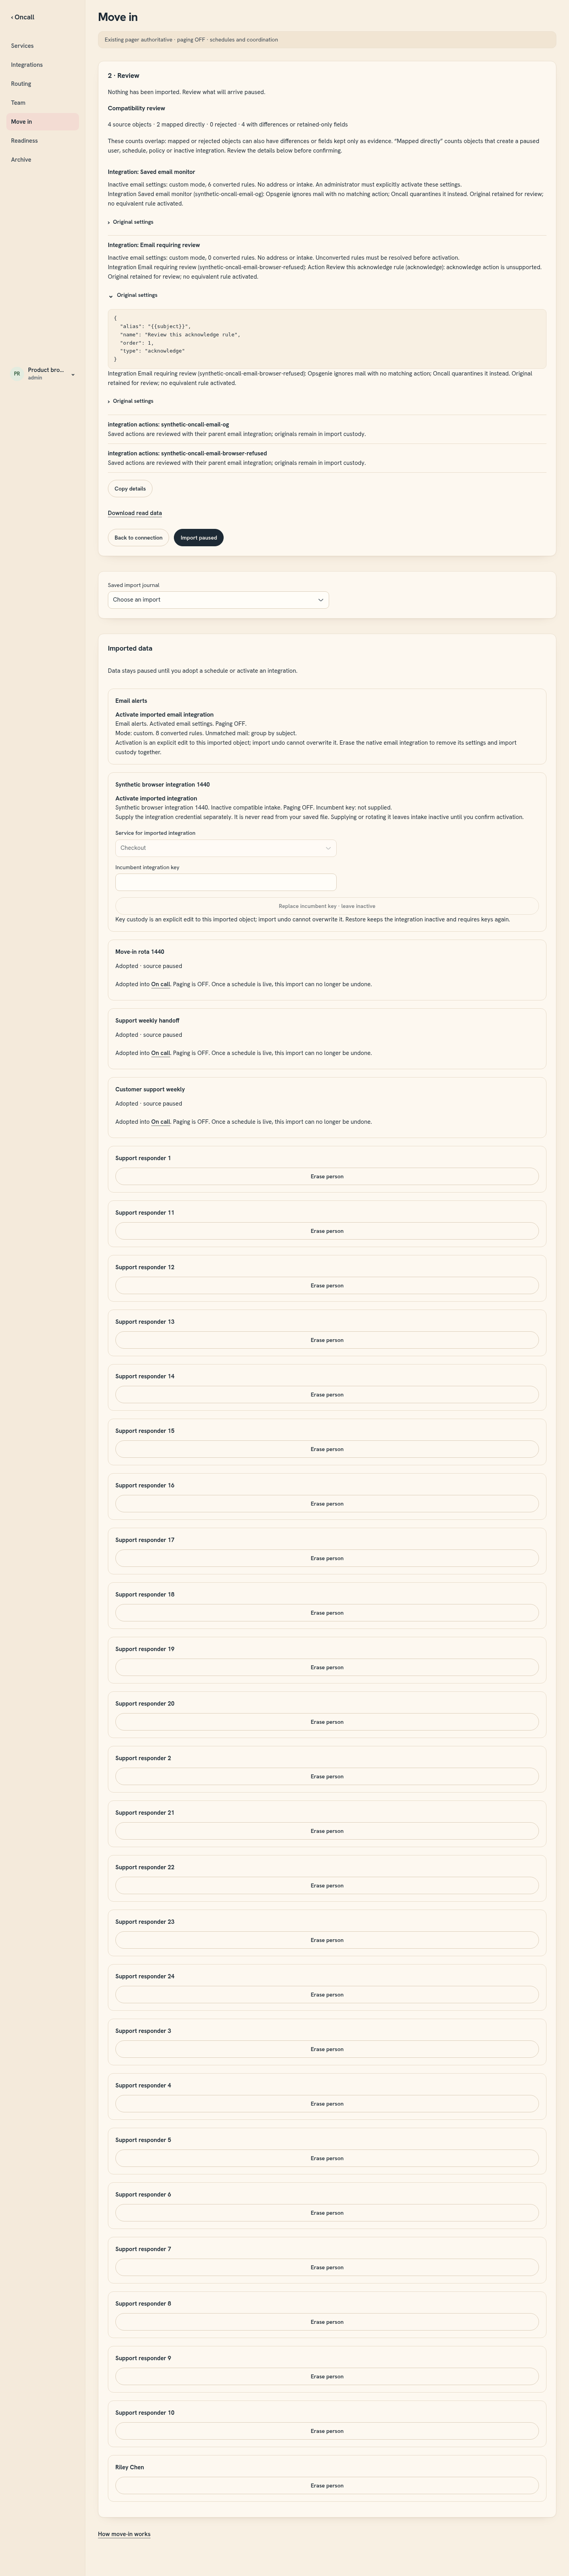 ‹ Oncall
Services
Integrations
Routing
Team
Move in
Readiness
Archive
PR
Product bro...
admin
Move in
Existing pager authoritative · paging OFF · schedules and coordination
2 · Review
Nothing has been imported. Review what will arrive paused.
Compatibility review
4 source objects · 2 mapped directly · 0 rejected · 4 with differences or retained-only fields
These counts overlap: mapped or rejected objects can also have differences or fields kept only as evidence. “Mapped directly” counts objects that create a paused
user, schedule, policy or inactive integration. Review the details below before confirming.
Integration: Saved email monitor
Inactive email settings: custom mode, 6 converted rules. No address or intake. An administrator must explicitly activate these settings.
Integration Saved email monitor (synthetic-oncall-email-og): Opsgenie ignores mail with no matching action; Oncall quarantines it instead. Original retained for review;
no equivalent rule activated.
Original settings
Integration: Email requiring review
Inactive email settings: custom mode, 0 converted rules. No address or intake. Unconverted rules must be resolved before activation.
Integration Email requiring review (synthetic-oncall-email-browser-refused): Action Review this acknowledge rule (acknowledge): acknowledge action is unsupported.
Original retained for review; no equivalent rule activated.
Original settings
{
"alias": "{{subject}}",
"name": "Review this acknowledge rule",
"order": 1,
"type": "acknowledge"
}
Integration Email requiring review (synthetic-oncall-email-browser-refused): Opsgenie ignores mail with no matching action; Oncall quarantines it instead. Original
retained for review; no equivalent rule activated.
Original settings
integration actions: synthetic-oncall-email-og
Saved actions are reviewed with their parent email integration; originals remain in import custody.
integration actions: synthetic-oncall-email-browser-refused
Saved actions are reviewed with their parent email integration; originals remain in import custody.
Copy details
Download read data
Back to connection
Import paused
Saved import journal
Choose an import
Imported data
Data stays paused until you adopt a schedule or activate an integration.
Email alerts
Activate imported email integration
Email alerts. Activated email settings. Paging OFF.
Mode: custom. 8 converted rules. Unmatched mail: group by subject.
Activation is an explicit edit to this imported object; import undo cannot overwrite it. Erase the native email integration to remove its settings and import
custody together.
Synthetic browser integration 1440
Activate imported integration
Synthetic browser integration 1440. Inactive compatible intake. Paging OFF. Incumbent key: not supplied.
Supply the integration credential separately. It is never read from your saved file. Supplying or rotating it leaves intake inactive until you confirm activation.
Service for imported integration
Checkout
Incumbent integration key
Replace incumbent key · leave inactive
Key custody is an explicit edit to this imported object; import undo cannot overwrite it. Restore keeps the integration inactive and requires keys again.
Move-in rota 1440
Adopted · source paused
Adopted into On call. Paging is OFF. Once a schedule is live, this import can no longer be undone.
Support weekly handoff
Adopted · source paused
Adopted into On call. Paging is OFF. Once a schedule is live, this import can no longer be undone.
Customer support weekly
Adopted · source paused
Adopted into On call. Paging is OFF. Once a schedule is live, this import can no longer be undone.
Support responder 1
Erase person
Support responder 11
Erase person
Support responder 12
Erase person
Support responder 13
Erase person
Support responder 14
Erase person
Support responder 15
Erase person
Support responder 16
Erase person
Support responder 17
Erase person
Support responder 18
Erase person
Support responder 19
Erase person
Support responder 20
Erase person
Support responder 2
Erase person
Support responder 21
Erase person
Support responder 22
Erase person
Support responder 23
Erase person
Support responder 24
Erase person
Support responder 3
Erase person
Support responder 4
Erase person
Support responder 5
Erase person
Support responder 6
Erase person
Support responder 7
Erase person
Support responder 8
Erase person
Support responder 9
Erase person
Support responder 10
Erase person
Riley Chen
Erase person
How move-in works